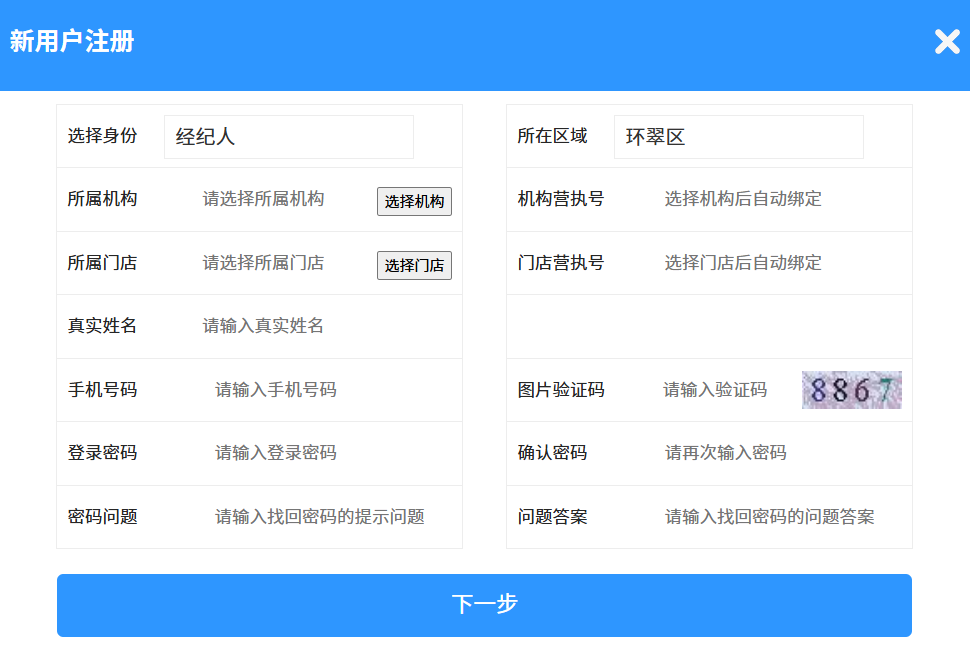 新用户注册
选择身份 经纪人 所在区域 环翠区
所属机构 请选择所属机构 选择机构 机构营执号 选择机构后自动绑定
所属门店 请选择所属门店 选择门店 门店营执号 选择门店后自动绑定
真实姓名 请输入真实姓名
手机号码 请输入手机号码 图片验证码 请输入验证码 8867
登录密码 请输入登录密码 确认密码 请再次输入密码
密码问题 请输入找回密码的提示问题 问题答案 请输入找回密码的问题答案
下一步